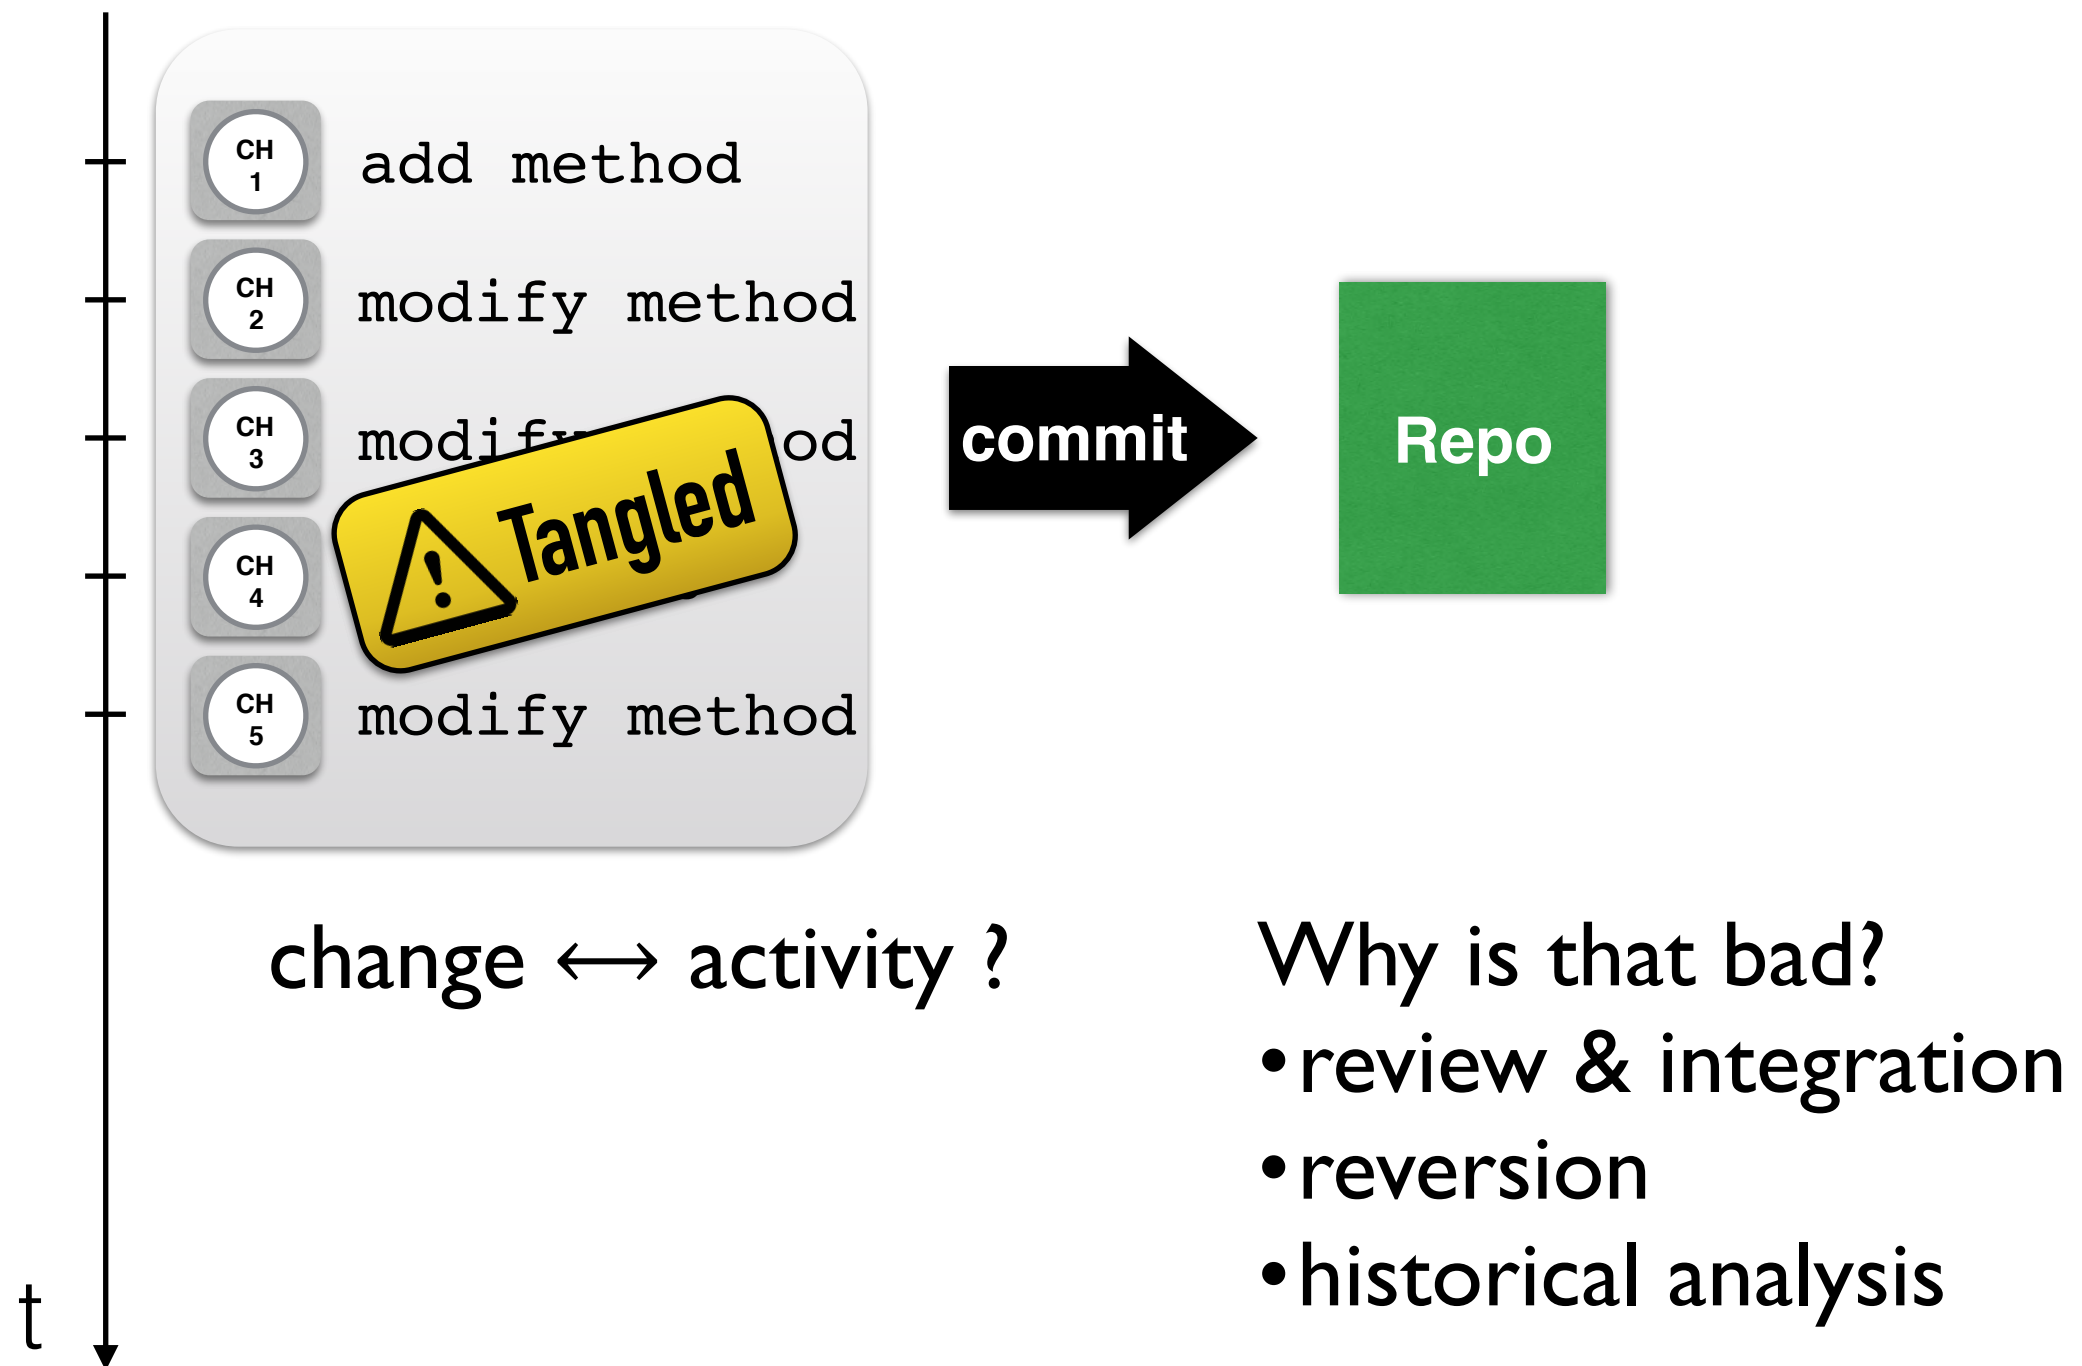 CH
1
add method
CH
2
modify method
CH
3
modify od
Tangled
CH
4
CH
5
modify method
commit
Repo
change ⟷ activity ?
Why is that bad?
•review & integration
•reversion
•historical analysis
t